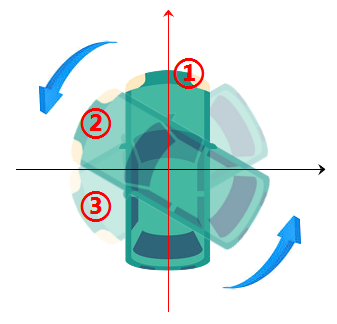 ①
②
③